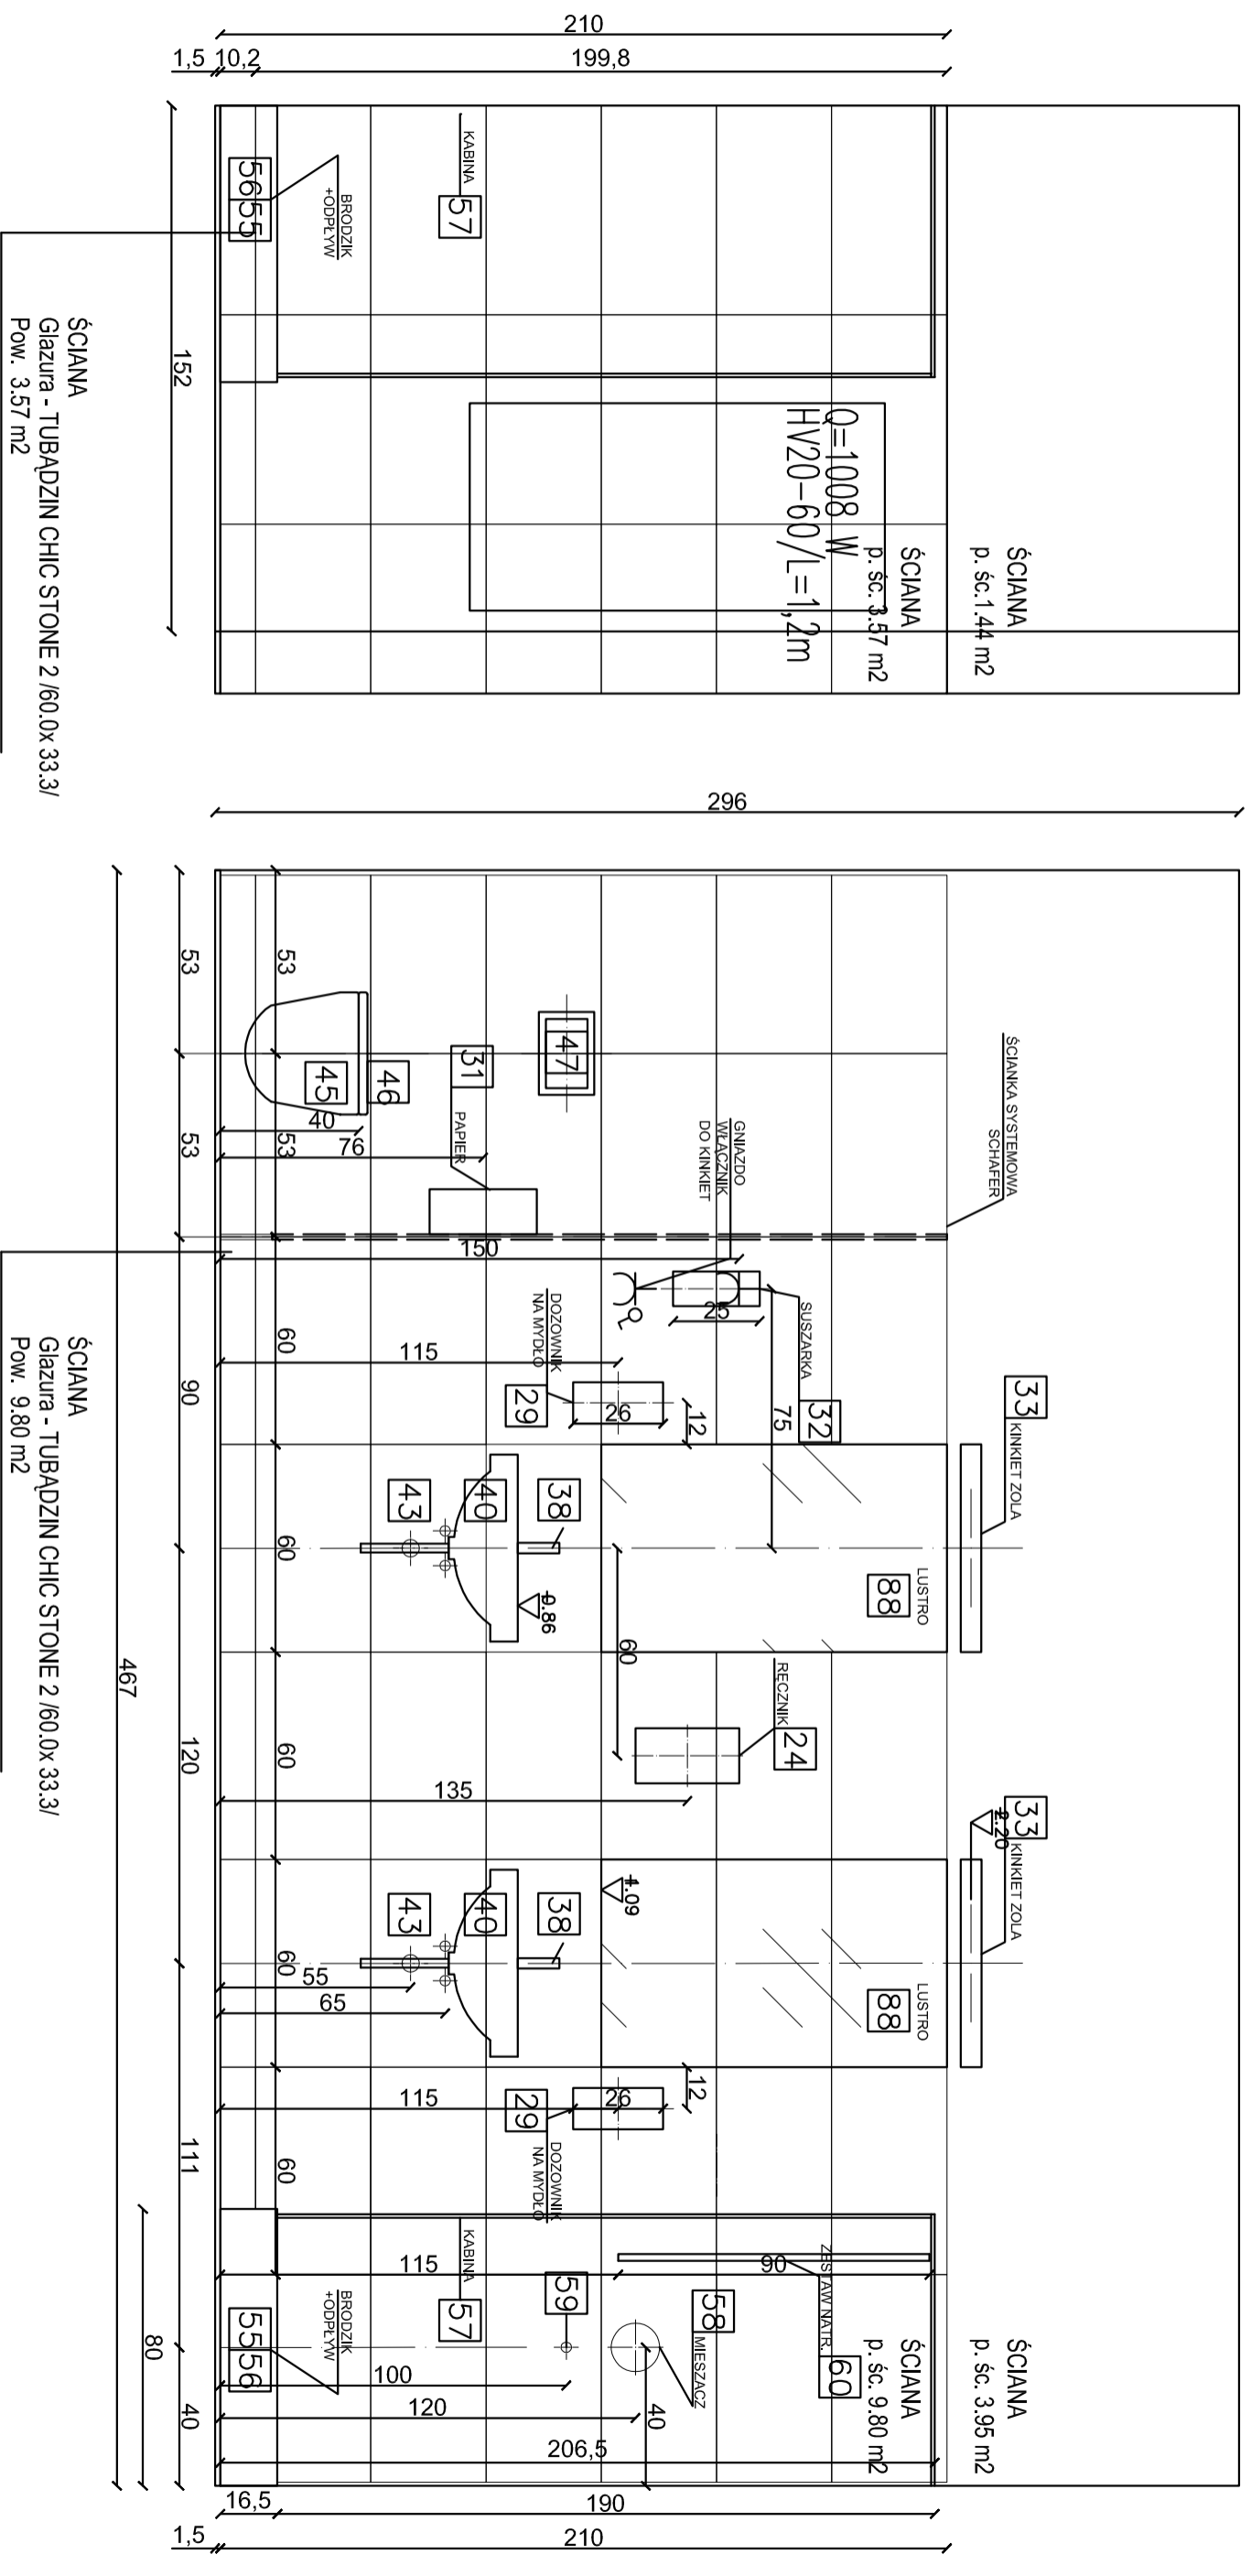 210
199,8
10,2
1,5
KABINA
57
BRODZIK
+ODPŁYW
56
55
152
Q=1008 W
HV20-60/L=1,2m
ŚCIANA
p. śc.1.44 m2
ŚCIANA
p. śc. 3.57 m2
ŚCIANA
Glazura - TUBĄDZIN CHIC STONE 2 /60.0x 33.3/
Pow. 3.57 m2
296
ŚCIANKA SYSTEMOWA
SCHAFER
GNIAZDO
WŁĄCZNIK
DO KINKIET
47
31
PAPIER
46
45
40
76
53
53
53
53
150
25
SUSZARKA
32
75
DOZOWNIK
NA MYDŁO
29
26
12
115
60
90
33
KINKIET ZOLA
LUSTRO
88
38
40
43
0.86
60
60
RĘCZNIK
24
135
60
120
467
33
2.20
KINKIET ZOLA
LUSTRO
88
1.09
38
40
43
60
55
65
12
26
115
29
DOZOWNIK
NA MYDŁO
60
111
ZESTAW NATR.
60
90
115
KABINA
57
59
58
MIESZACZ
BRODZIK
+ODPŁYW
55
56
100
120
40
206,5
80
40
ŚCIANA
p. śc. 3.95 m2
ŚCIANA
p. śc. 9.80 m2
16,5
190
1,5
210
ŚCIANA
Glazura - TUBĄDZIN CHIC STONE 2 /60.0x 33.3/
Pow. 9.80 m2